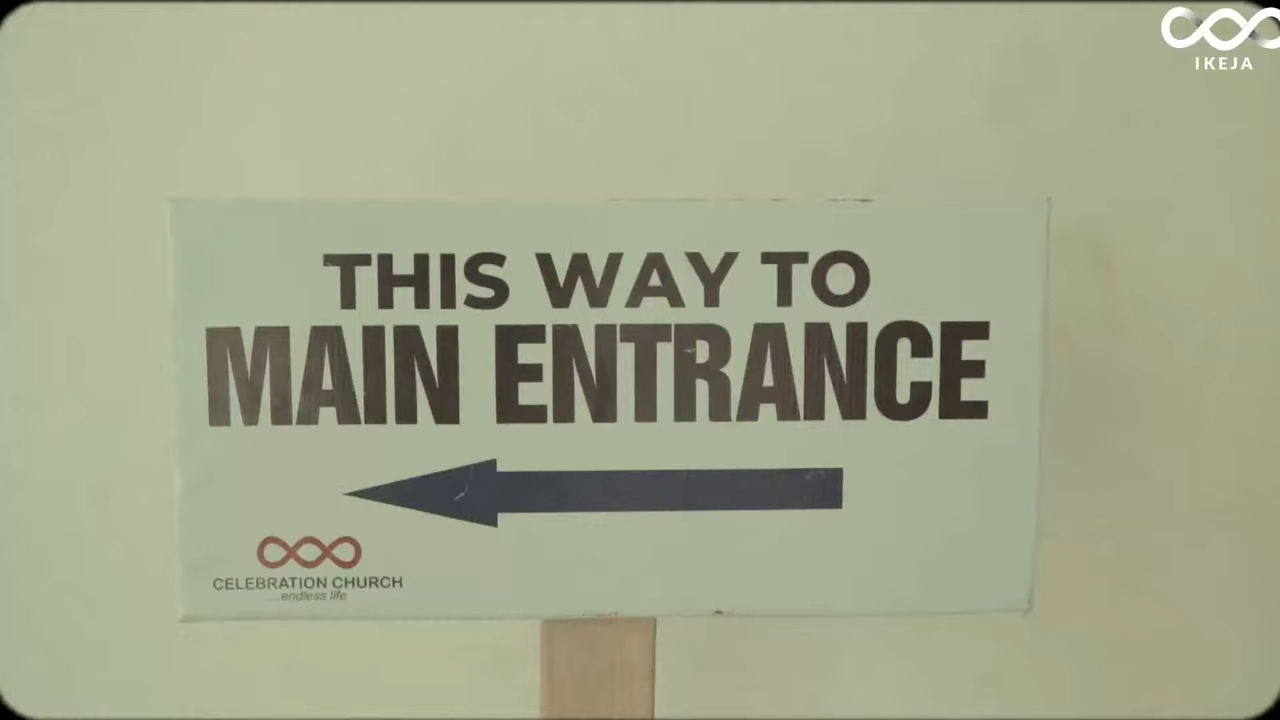 IKEJA
THIS WAY TO
MAIN ENTRANCE
CELEBRATION CHURCH
...endless life